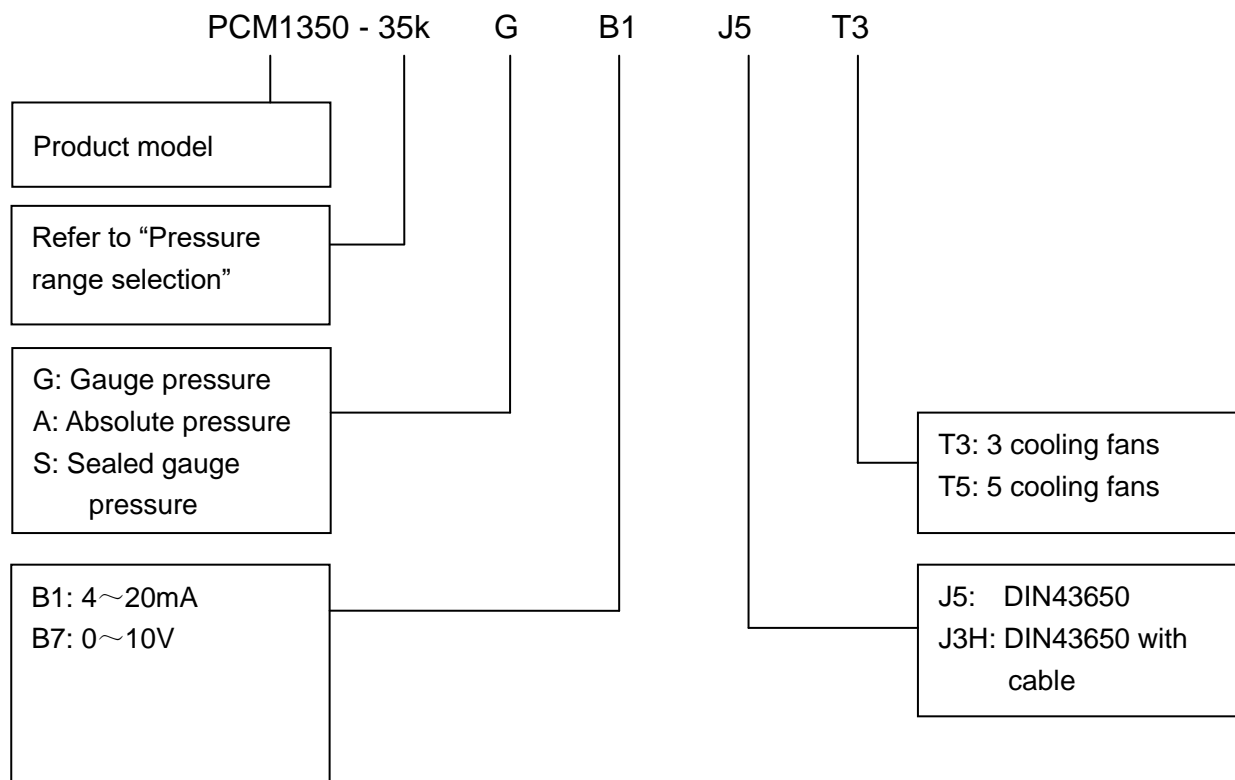 PCM1350 - 35k G B1 J5 T3
Product model
Refer to “Pressure
range selection”
G: Gauge pressure
A: Absolute pressure
S: Sealed gauge
pressure
B1: 4～20mA
B7: 0～10V
T3: 3 cooling fans
T5: 5 cooling fans
J5: DIN43650
J3H: DIN43650 with
cable